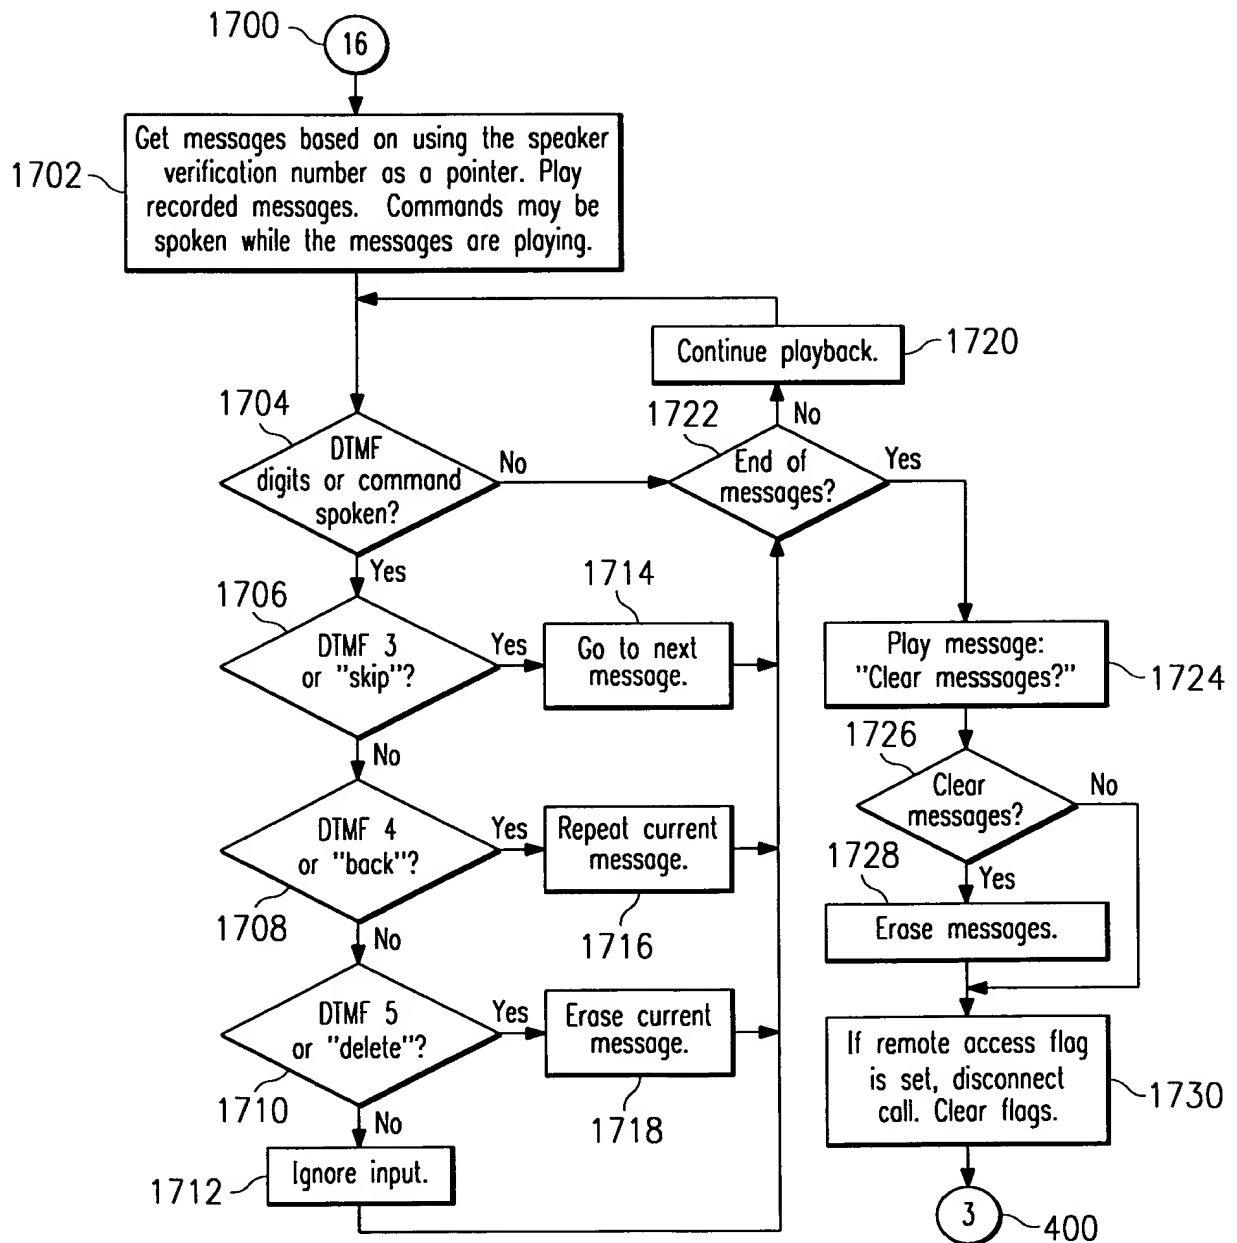 1700
16
1702
Get messages based on using the speaker
verification number as a pointer. Play
recorded messages. Commands may be
spoken while the messages are playing.
Continue playback.
1720
1704
DTMF
digits or command
spoken?
No
Yes
1722
End of
messages?
No
Yes
1706
DTMF 3
or "skip"?
Yes
No
1714
Go to next
message.
Play message:
"Clear messsages?"
1724
1708
DTMF 4
or "back"?
Yes
No
Repeat current
message.
1716
1726
Clear
messages?
No
Yes
1728
Erase messages.
1710
DTMF 5
or "delete"?
Yes
No
Erase current
message.
1718
If remote access flag
is set, disconnect
call. Clear flags.
1730
1712
Ignore input.
3
400